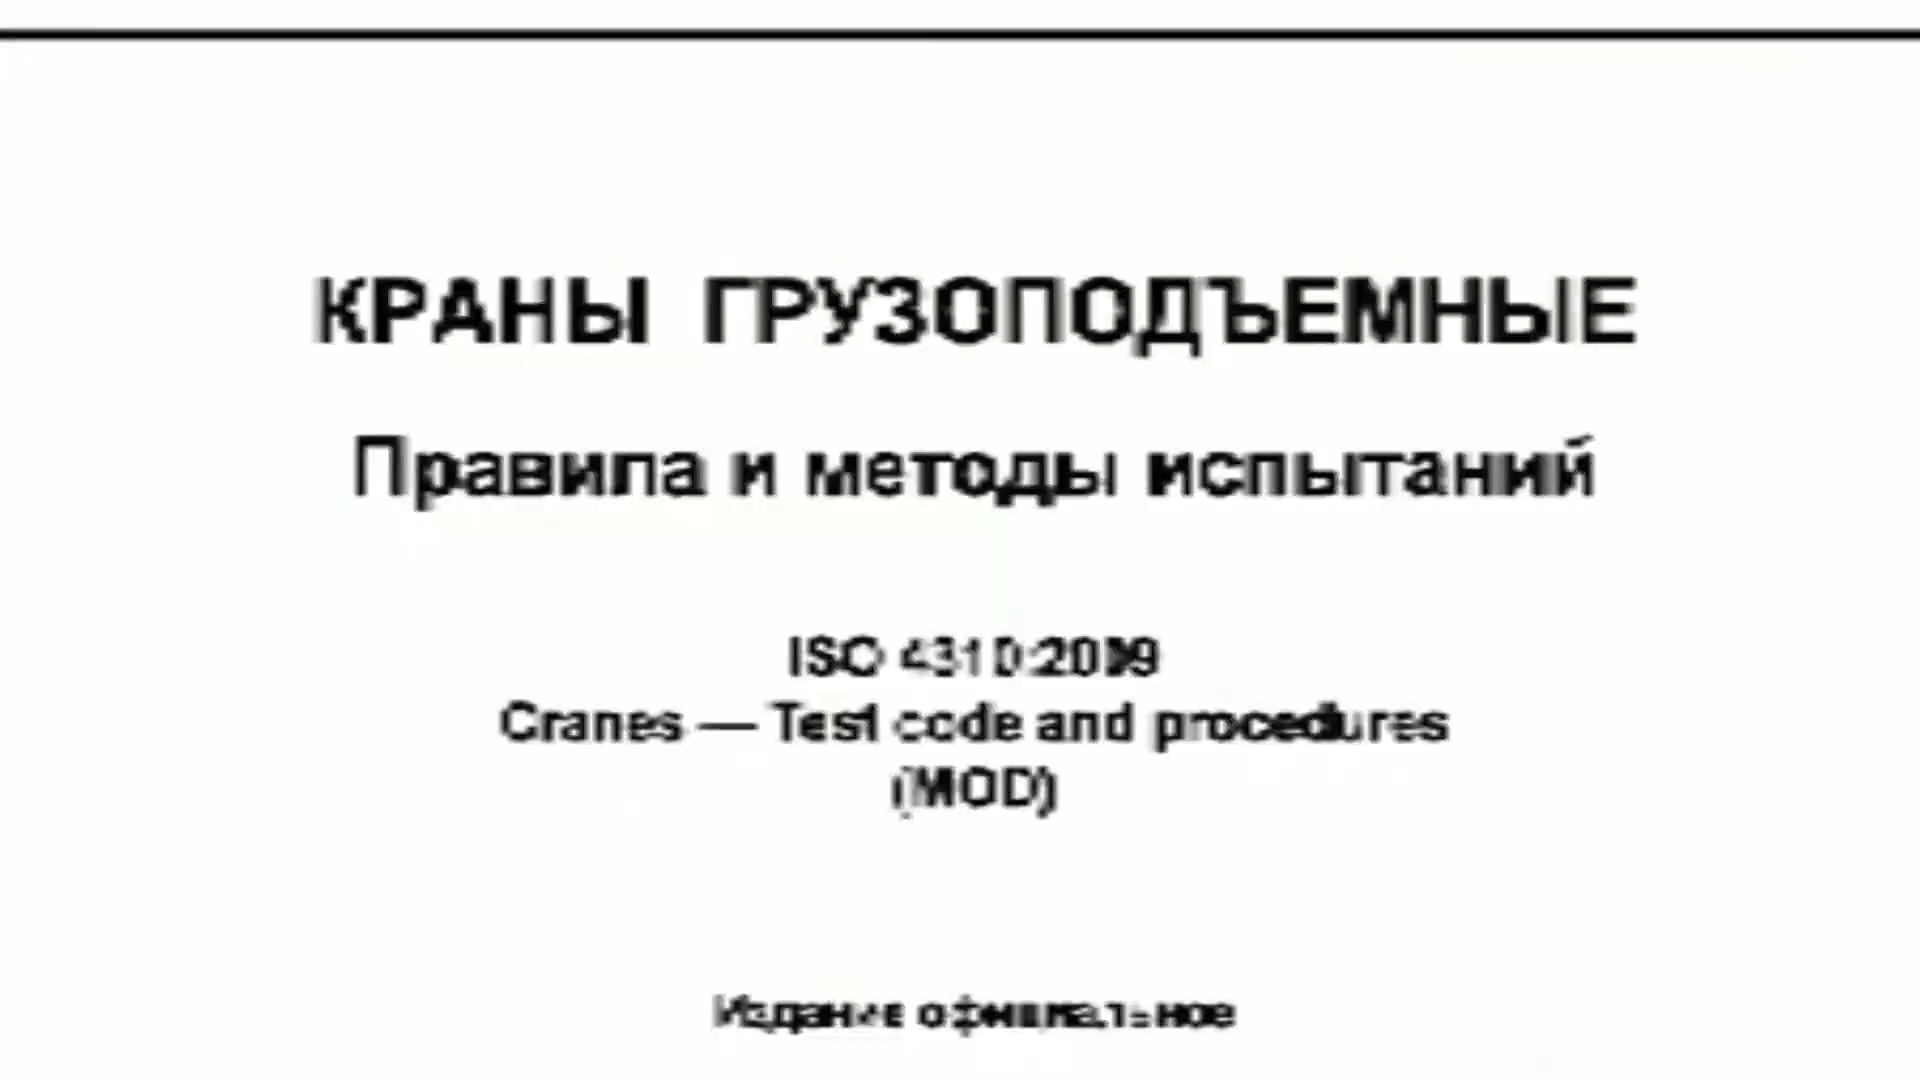 КРАНЫ ГРУЗОПОДЪЕМНЫЕ
Правила и методы испытаний
ISO 4310:2009
Cranes — Test code and procedures
(MOD)
Издание официальное